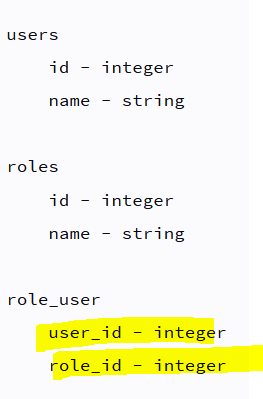 users
id - integer
name - string
roles
id - integer
name - string
role_user
user_id - integer
role_id - integer